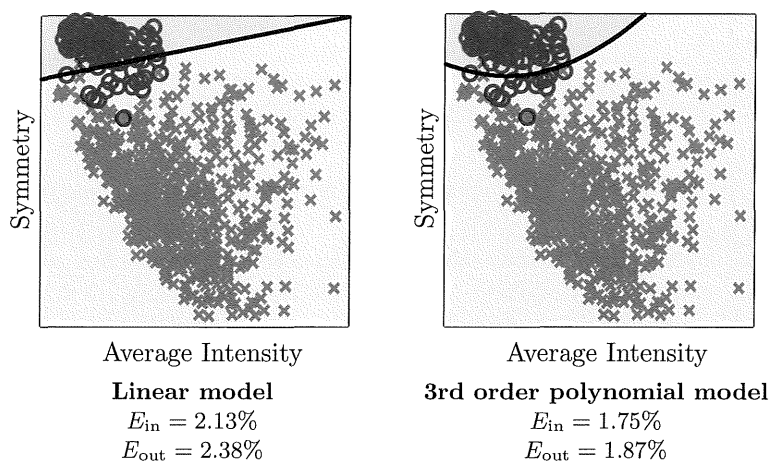 Symmetry
Average Intensity
Linear model
E_in = 2.13%
E_out = 2.38%
Symmetry
Average Intensity
3rd order polynomial model
E_in = 1.75%
E_out = 1.87%